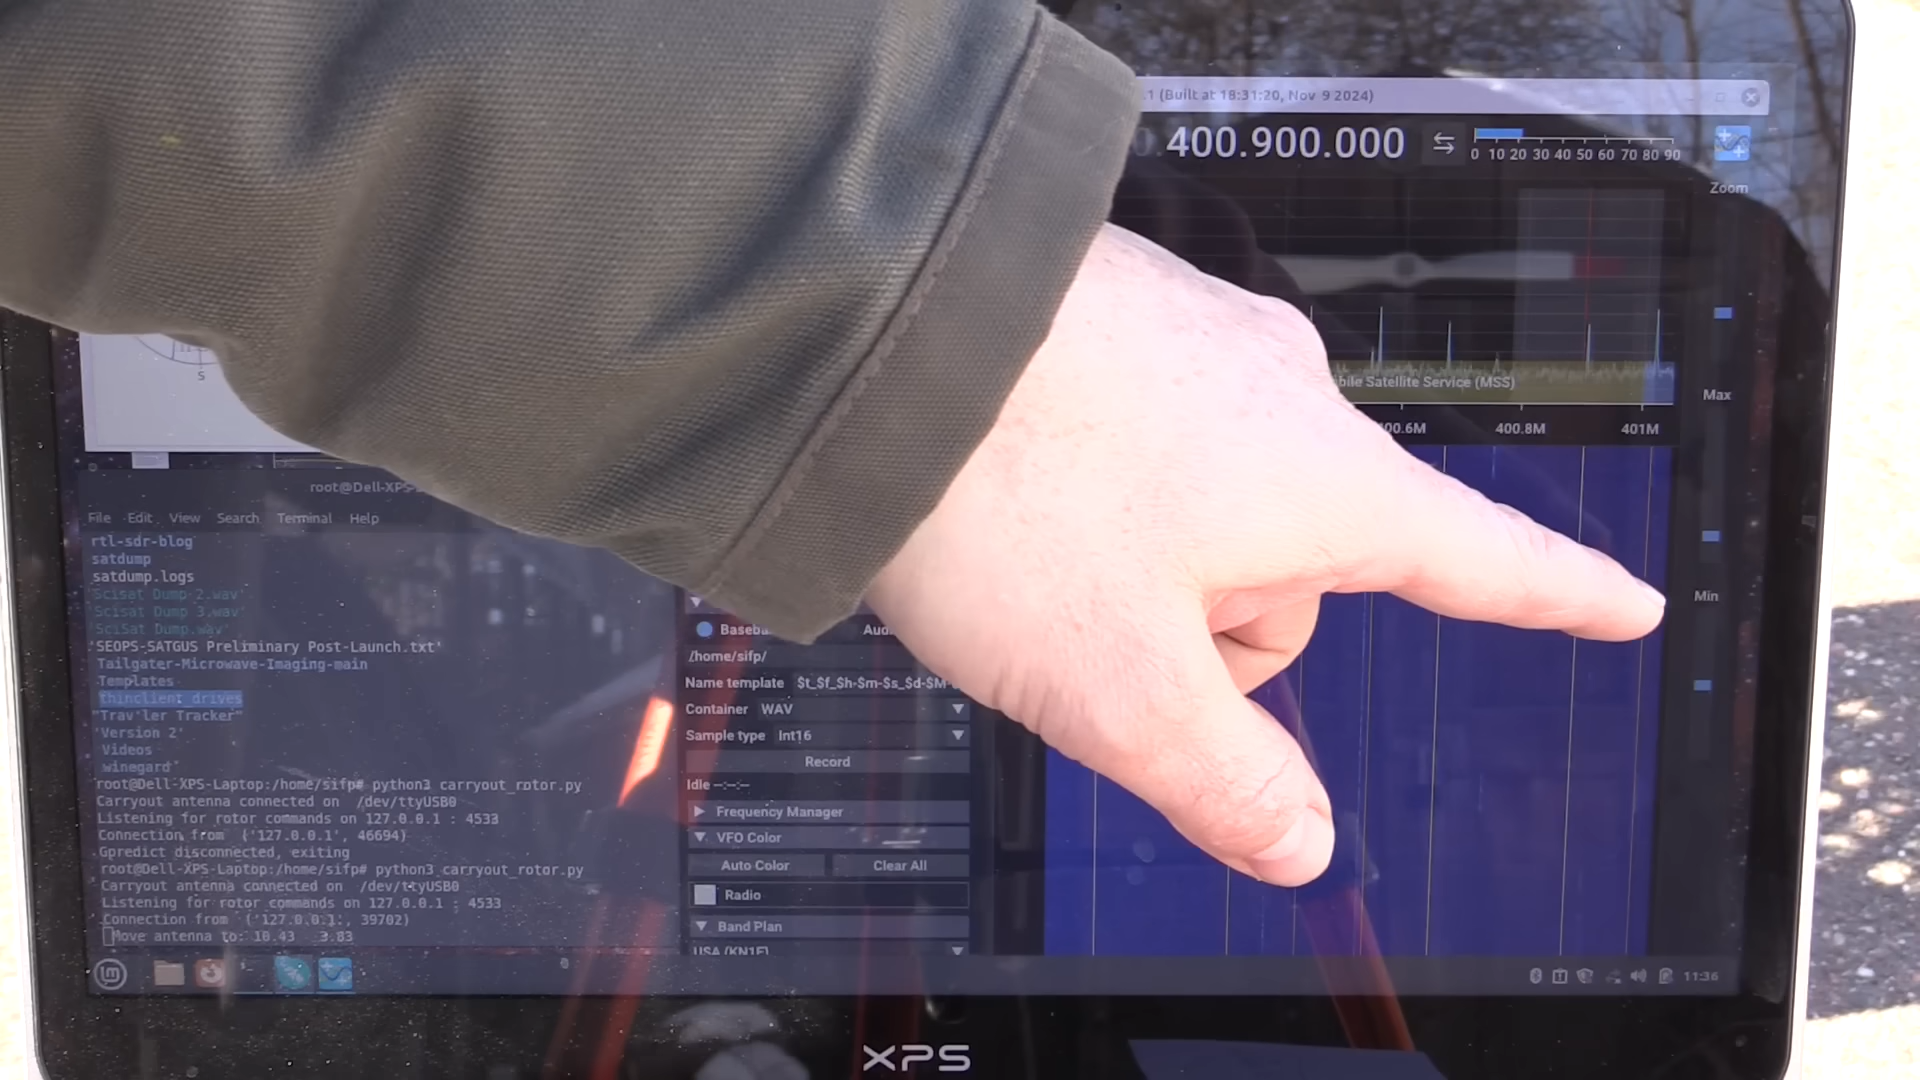 .1 (Built at 18:31:20, Nov 9 2024)
400.900.000
0 10 20 30 40 50 60 70 80 90
Zoom
S
bile Satellite Service (MSS)
Max
00.6M 400.8M 401M
root@Dell-XPS-
File Edit View Search Terminal Help
rtl-sdr-blog
satdump
satdump.logs
'Scisat Dump 2.wav'
'Scisat Dump 3.wav'
'SciSat Dump.wav'
'SEOPS-SATGUS Preliminary Post-Launch.txt'
Tailgater-Microwave-Imaging-main
Templates
thinclient_drives
"Trav'ler Tracker"
'Version 2'
Videos
winegard
root@Dell-XPS-Laptop:/home/sifp# python3 carryout_rotor.py
Carryout antenna connected on /dev/ttyUSB0
Listening for rotor commands on 127.0.0.1 : 4533
Connection from ('127.0.0.1', 46694)
Gpredict disconnected, exiting
root@Dell-XPS-Laptop:/home/sifp# python3 carryout_rotor.py
Carryout antenna connected on /dev/ttyUSB0
Listening for rotor commands on 127.0.0.1 : 4533
Connection from ('127.0.0.1', 39702)
Move antenna to: 10.43 3.83
Min
Baseba
Aud
/home/sifp/
Name template $t_$f_$h-$m-$s_$d-$M-
Container WAV
Sample type Int16
Record
Idle --:--:--
Frequency Manager
VFO Color
Auto Color Clear All
Radio
Band Plan
USA (KN1E)
11:36
XPS